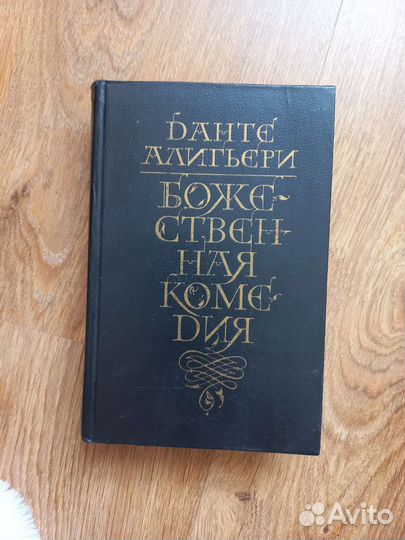 ДАНТЕ
АЛИГЬЕРИ
БОЖЕ-
СТВЕН-
НАЯ
КОМЕ-
ДИЯ
Avito